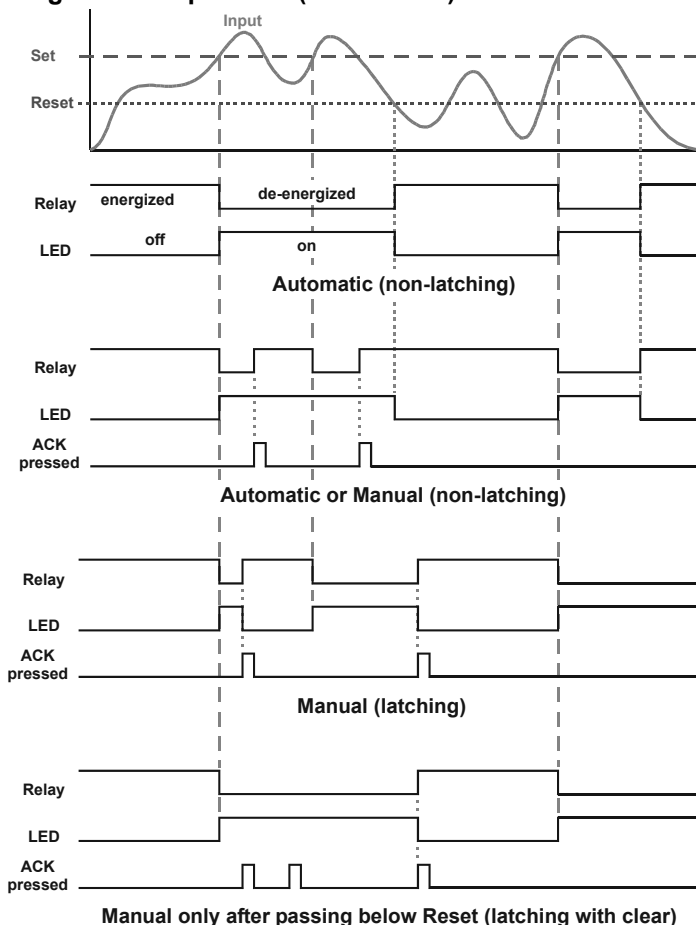 Input
Set
Reset
Relay
energized
de-energized
LED
off
on
Automatic (non-latching)
Relay
LED
ACK
pressed
Automatic or Manual (non-latching)
Relay
LED
ACK
pressed
Manual (latching)
Relay
LED
ACK
pressed
Manual only after passing below Reset (latching with clear)